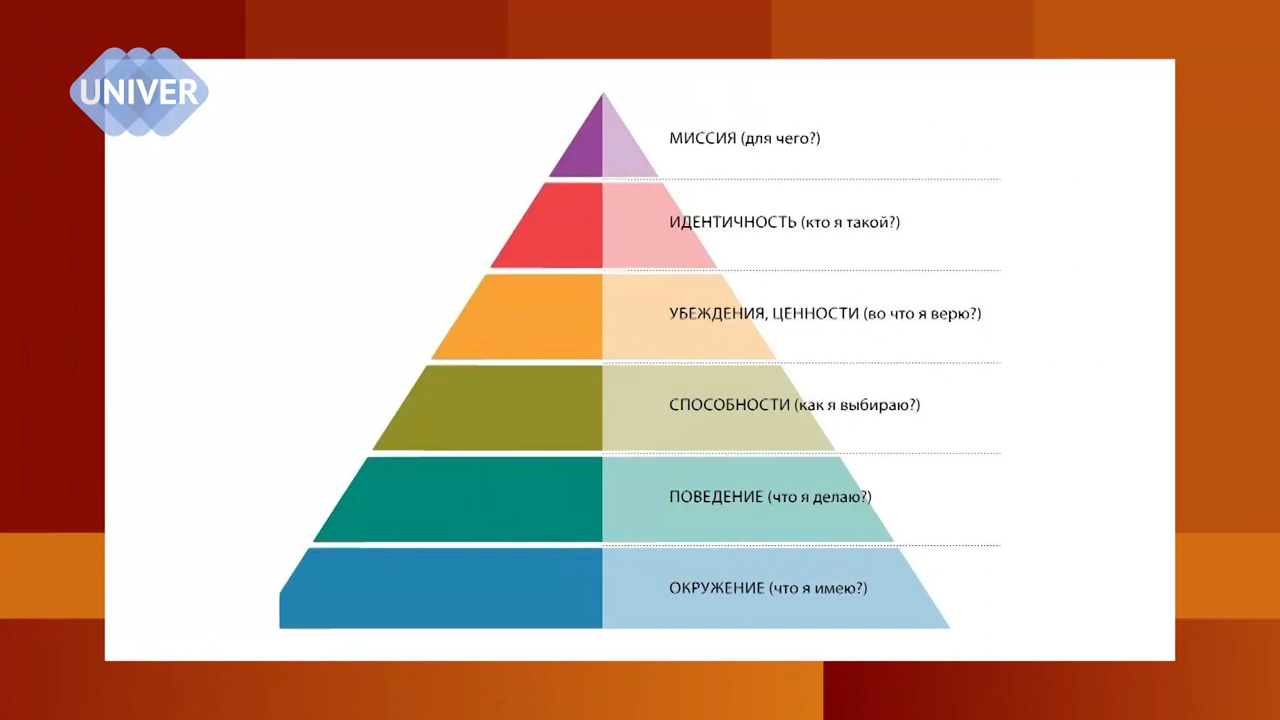 UNIVER
МИССИЯ (для чего?)
ИДЕНТИЧНОСТЬ (кто я такой?)
УБЕЖДЕНИЯ, ЦЕННОСТИ (во что я верю?)
СПОСОБНОСТИ (как я выбираю?)
ПОВЕДЕНИЕ (что я делаю?)
ОКРУЖЕНИЕ (что я имею?)